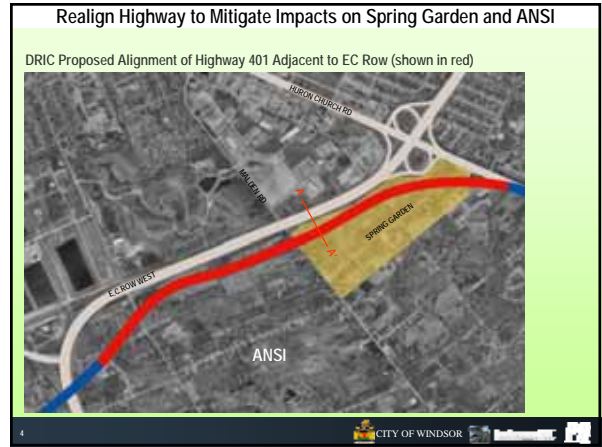 Realign Highway to Mitigate Impacts on Spring Garden and ANSI
DRIC Proposed Alignment of Highway 401 Adjacent to EC Row (shown in red)
HURON CHURCH RD
MALDEN RD
A
A'
SPRING GARDEN
E.C.ROW WEST
ANSI
4
CITY OF WINDSOR